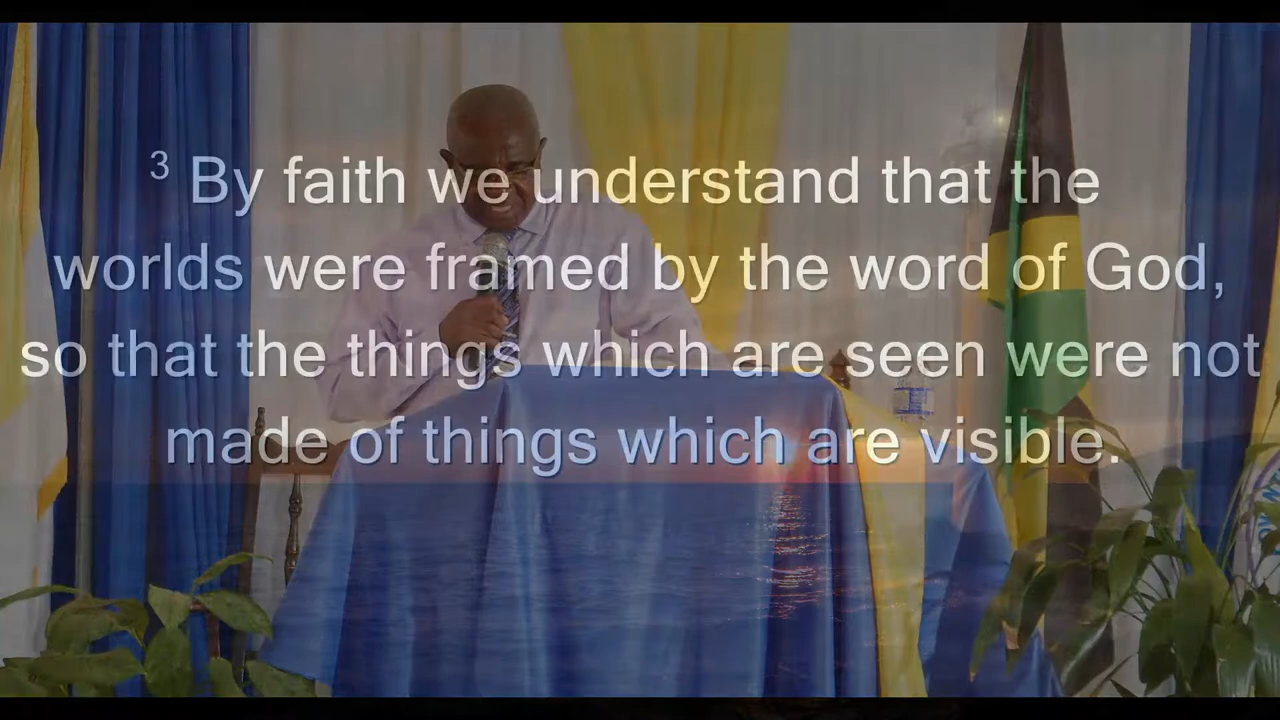 3 By faith we understand that the
worlds were framed by the word of God,
so that the things which are seen were not
made of things which are visible.